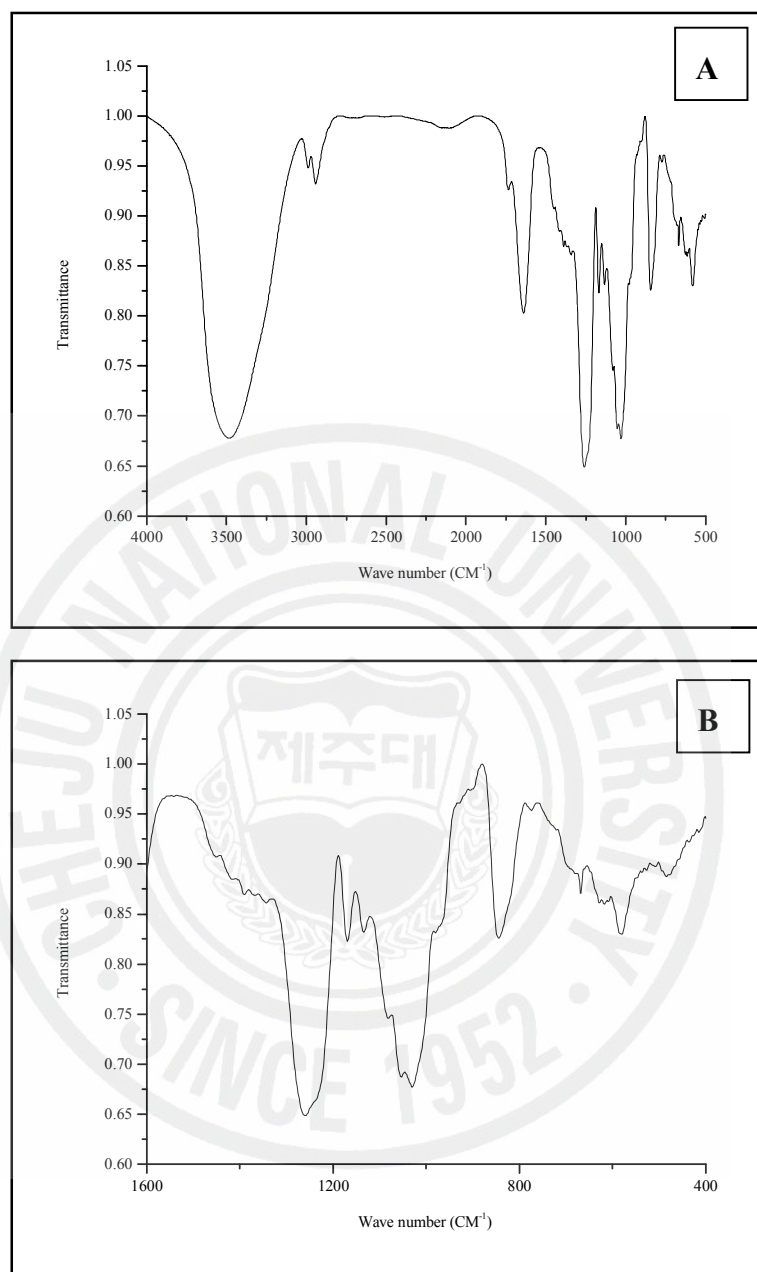 A
1.05
1.00
0.95
0.90
0.85
0.80
0.75
0.70
0.65
0.60
Transmittance
4000 3500 3000 2500 2000 1500 1000 500
Wave number (CM⁻¹)
B
1.05
1.00
0.95
0.90
0.85
0.80
0.75
0.70
0.65
0.60
Transmittance
1600 1200 800 400
Wave number (CM⁻¹)
CHEJU NATIONAL UNIVERSITY
제주대
SINCE 1952